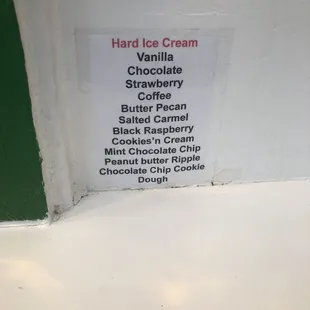 Hard Ice Cream
Vanilla
Chocolate
Strawberry
Coffee
Butter Pecan
Salted Carmel
Black Raspberry
Cookies'n Cream
Mint Chocolate Chip
Peanut butter Ripple
Chocolate Chip Cookie
Dough